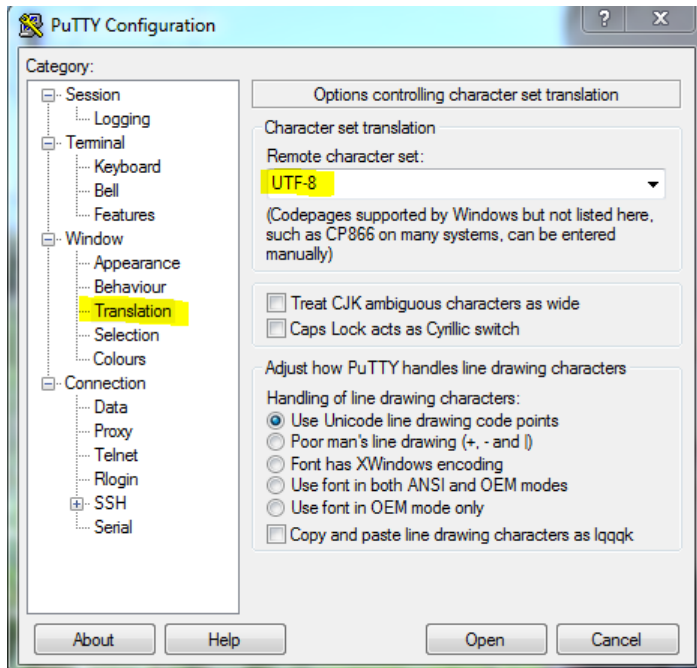 PuTTY Configuration
Category:
Session
Logging
Terminal
Keyboard
Bell
Features
Window
Appearance
Behaviour
Translation
Selection
Colours
Connection
Data
Proxy
Telnet
Rlogin
SSH
Serial
Options controlling character set translation
Character set translation
Remote character set:
UTF-8
(Codepages supported by Windows but not listed here,
such as CP866 on many systems, can be entered
manually)
Treat CJK ambiguous characters as wide
Caps Lock acts as Cyrillic switch
Adjust how PuTTY handles line drawing characters
Handling of line drawing characters:
Use Unicode line drawing code points
Poor man's line drawing (+, - and |)
Font has XWindows encoding
Use font in both ANSI and OEM modes
Use font in OEM mode only
Copy and paste line drawing characters as lqqqk
About
Help
Open
Cancel